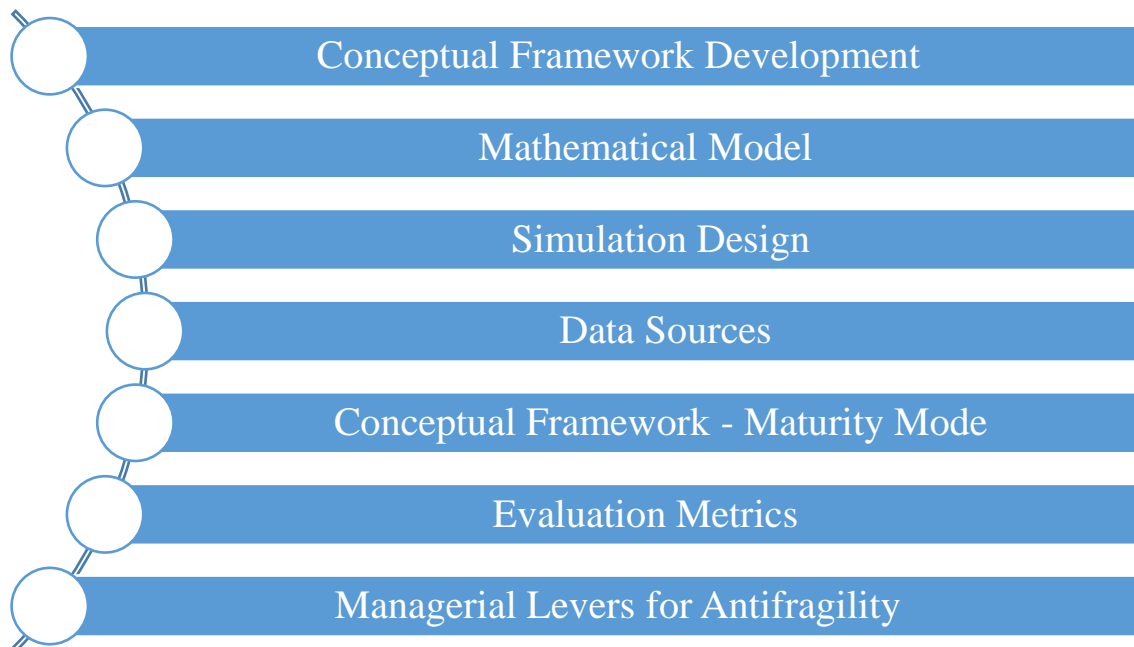 Conceptual Framework Development
Mathematical Model
Simulation Design
Data Sources
Conceptual Framework - Maturity Mode
Evaluation Metrics
Managerial Levers for Antifragility